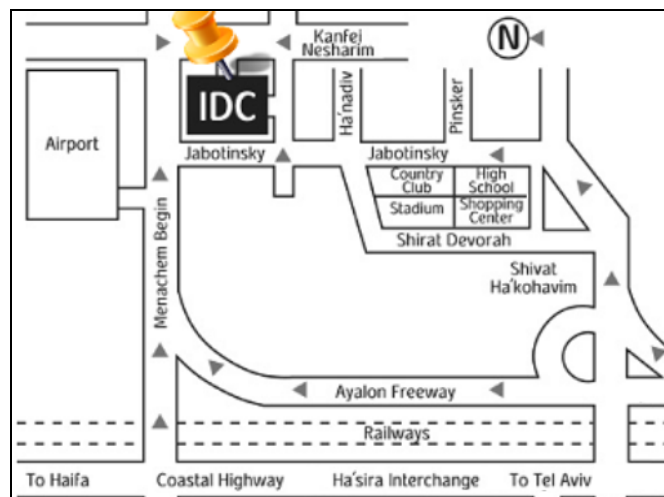 Kanfei
Nesharim
N
IDC
Airport
Ha'nadiv
Pinsker
Jabotinsky
Jabotinsky
Country
Club
High
School
Stadium
Shopping
Center
Menachem Begin
Shirat Devorah
Shivat
Ha'kohavim
Ayalon Freeway
Railways
To Haifa
Coastal Highway
Ha'sira Interchange
To Tel Aviv